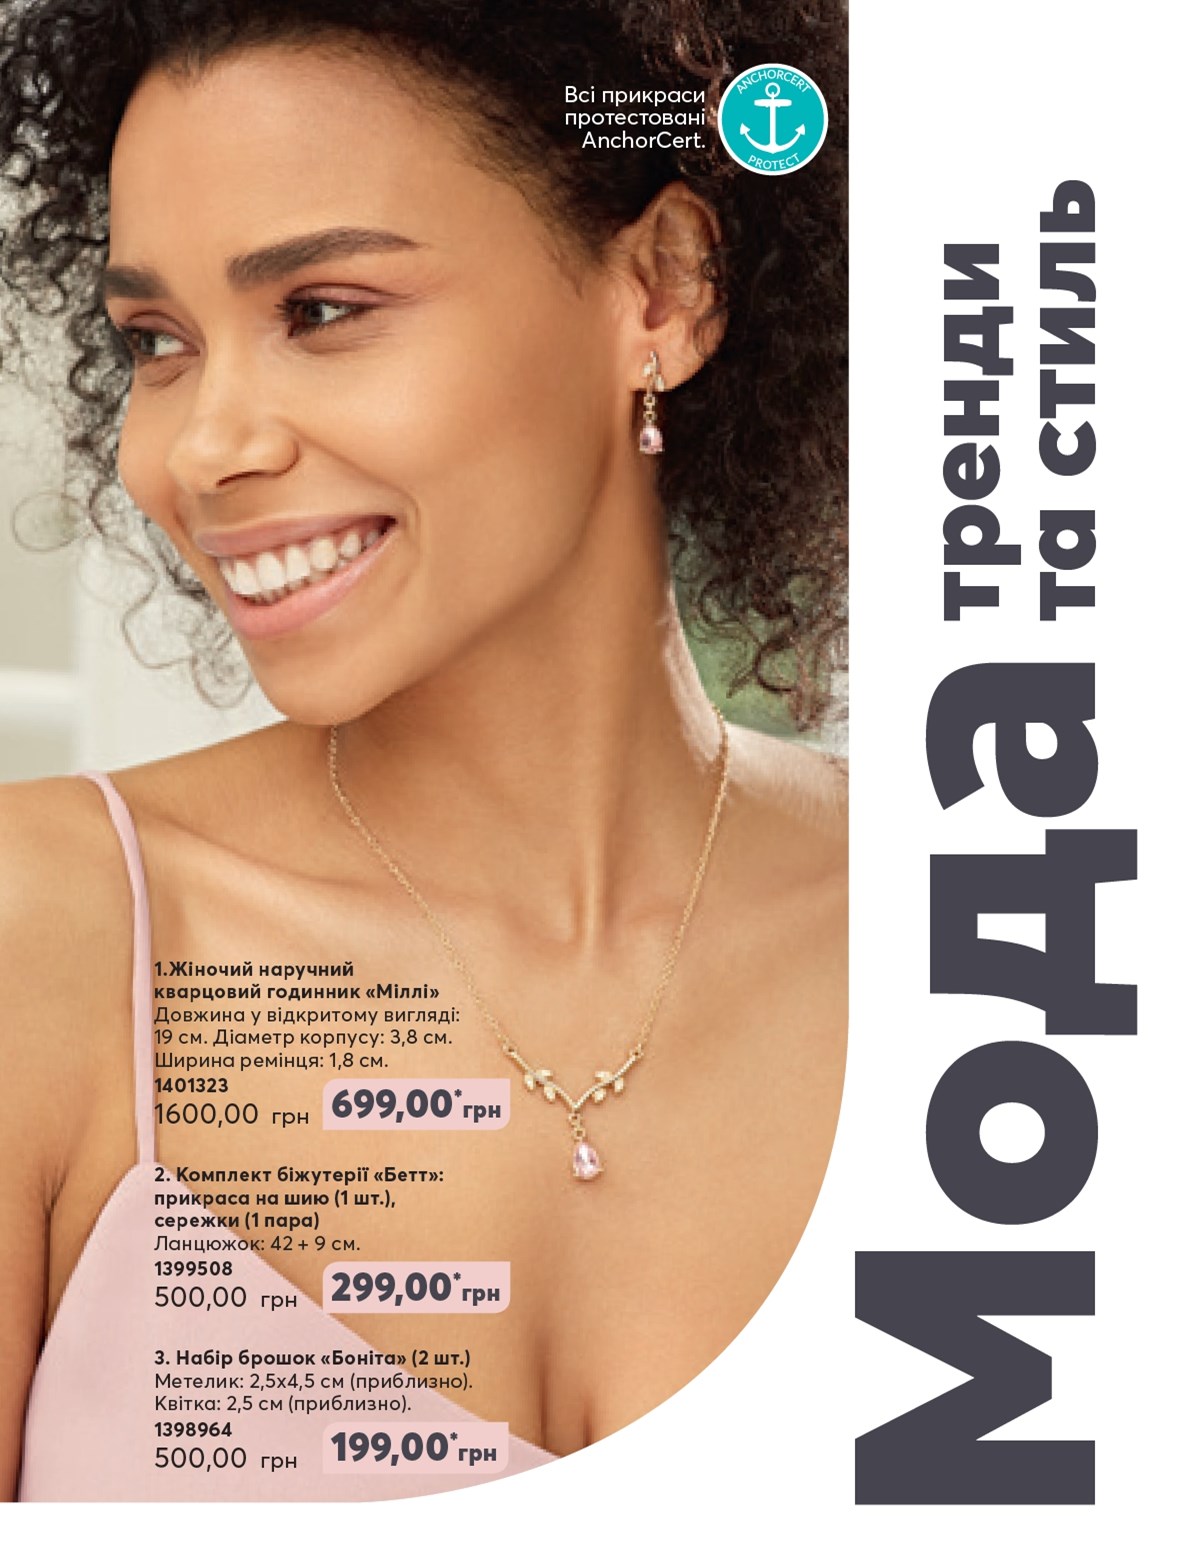 Всі прикраси
протестовані
AnchorCert.
ANCHORCERT
PROTECT
Мода
тренди
та стиль
1.Жіночий наручний
кварцовий годинник «Міллі»
Довжина у відкритому вигляді:
19 см. Діаметр корпусу: 3,8 см.
Ширина ремінця: 1,8 см.
1401323
1600,00 грн 699,00*грн
2. Комплект біжутерії «Бетт»:
прикраса на шию (1 шт.),
сережки (1 пара)
Ланцюжок: 42 + 9 см.
1399508
500,00 грн 299,00*грн
3. Набір брошок «Боніта» (2 шт.)
Метелик: 2,5х4,5 см (приблизно).
Квітка: 2,5 см (приблизно).
1398964
500,00 грн 199,00*грн